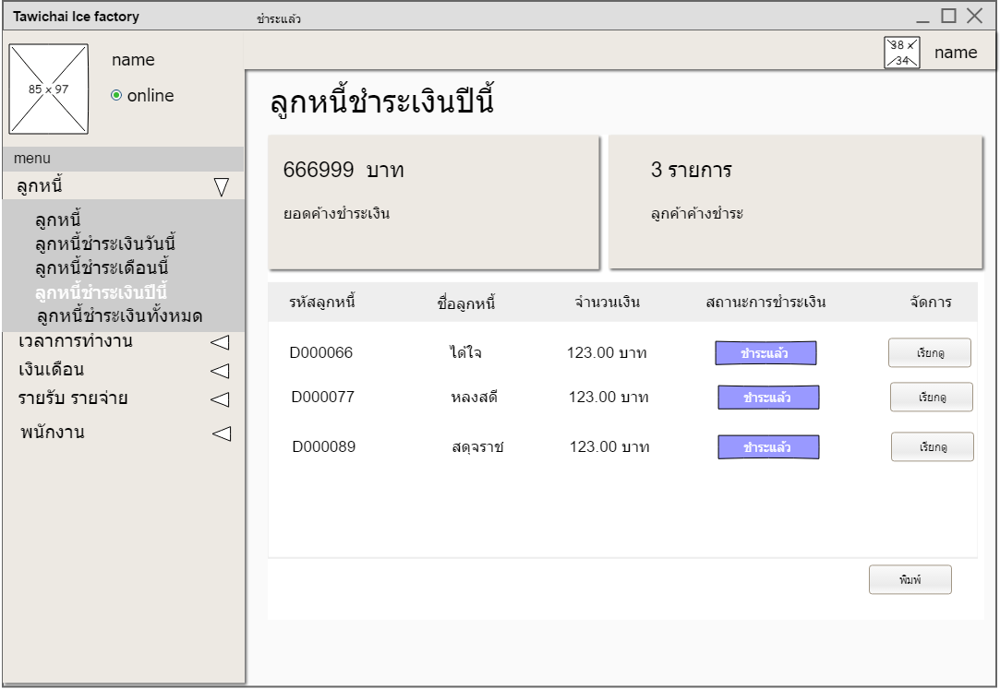 Tawichai Ice factory
ชำระแล้ว
38 x 34
name
85 x 97
name
online
menu
ลูกหนี้
ลูกหนี้
ลูกหนี้ชำระเงินวันนี้
ลูกหนี้ชำระเดือนนี้
ลูกหนี้ชำระเงินปีนี้
ลูกหนี้ชำระเงินทั้งหมด
เวลาการทำงาน
เงินเดือน
รายรับ รายจ่าย
พนักงาน
ลูกหนี้ชำระเงินปีนี้
666999 บาท
ยอดค้างชำระเงิน
3 รายการ
ลูกค้าค้างชำระ
รหัสลูกหนี้ ชื่อลูกหนี้ จำนวนเงิน สถานะการชำระเงิน จัดการ
D000066 ได้ใจ 123.00 บาท ชำระแล้ว เรียกดู
D000077 หลงสดี 123.00 บาท ชำระแล้ว เรียกดู
D000089 สดุจราช 123.00 บาท ชำระแล้ว เรียกดู
พิมพ์